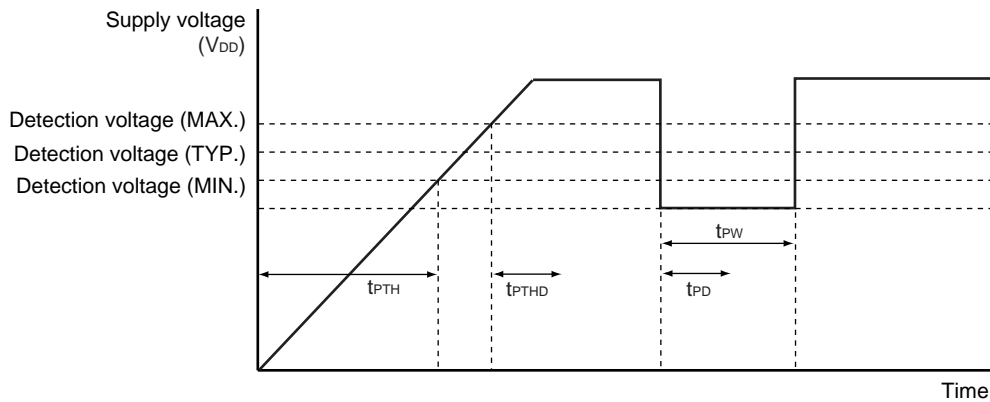 Supply voltage
(VDD)
Detection voltage (MAX.)
Detection voltage (TYP.)
Detection voltage (MIN.)
tPW
tPTH
tPTHD
tPD
Time